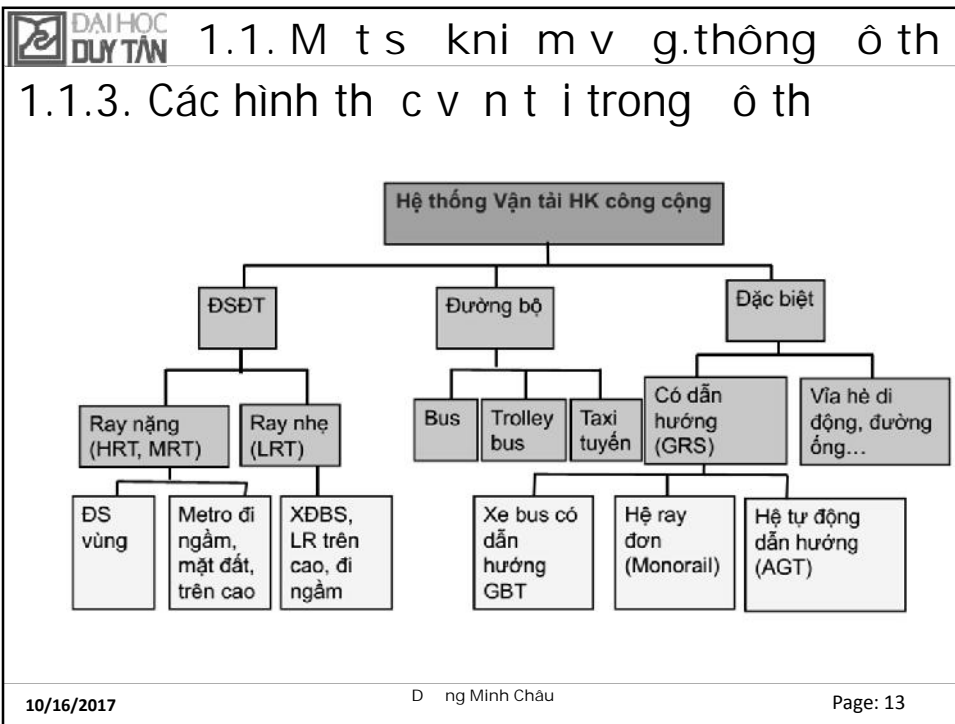 ĐẠI HỌC
DUY TÂN
1.1. M t s kni m v g.thông ô th
1.1.3. Các hình th c v n t i trong ô th
Hệ thống Vận tải HK công cộng
ĐSĐT
Đường bộ
Đặc biệt
Ray nặng
(HRT, MRT)
Ray nhẹ
(LRT)
Bus
Trolley
bus
Taxi
tuyến
Có dẫn
hướng
(GRS)
Vỉa hè di
động, đường
ống...
ĐS
vùng
Metro đi
ngầm,
mặt đất,
trên cao
XĐBS,
LR trên
cao, đi
ngầm
Xe bus có
dẫn
hướng
GBT
Hệ ray
đơn
(Monorail)
Hệ tự động
dẫn hướng
(AGT)
10/16/2017
D ng Minh Châu
Page: 13